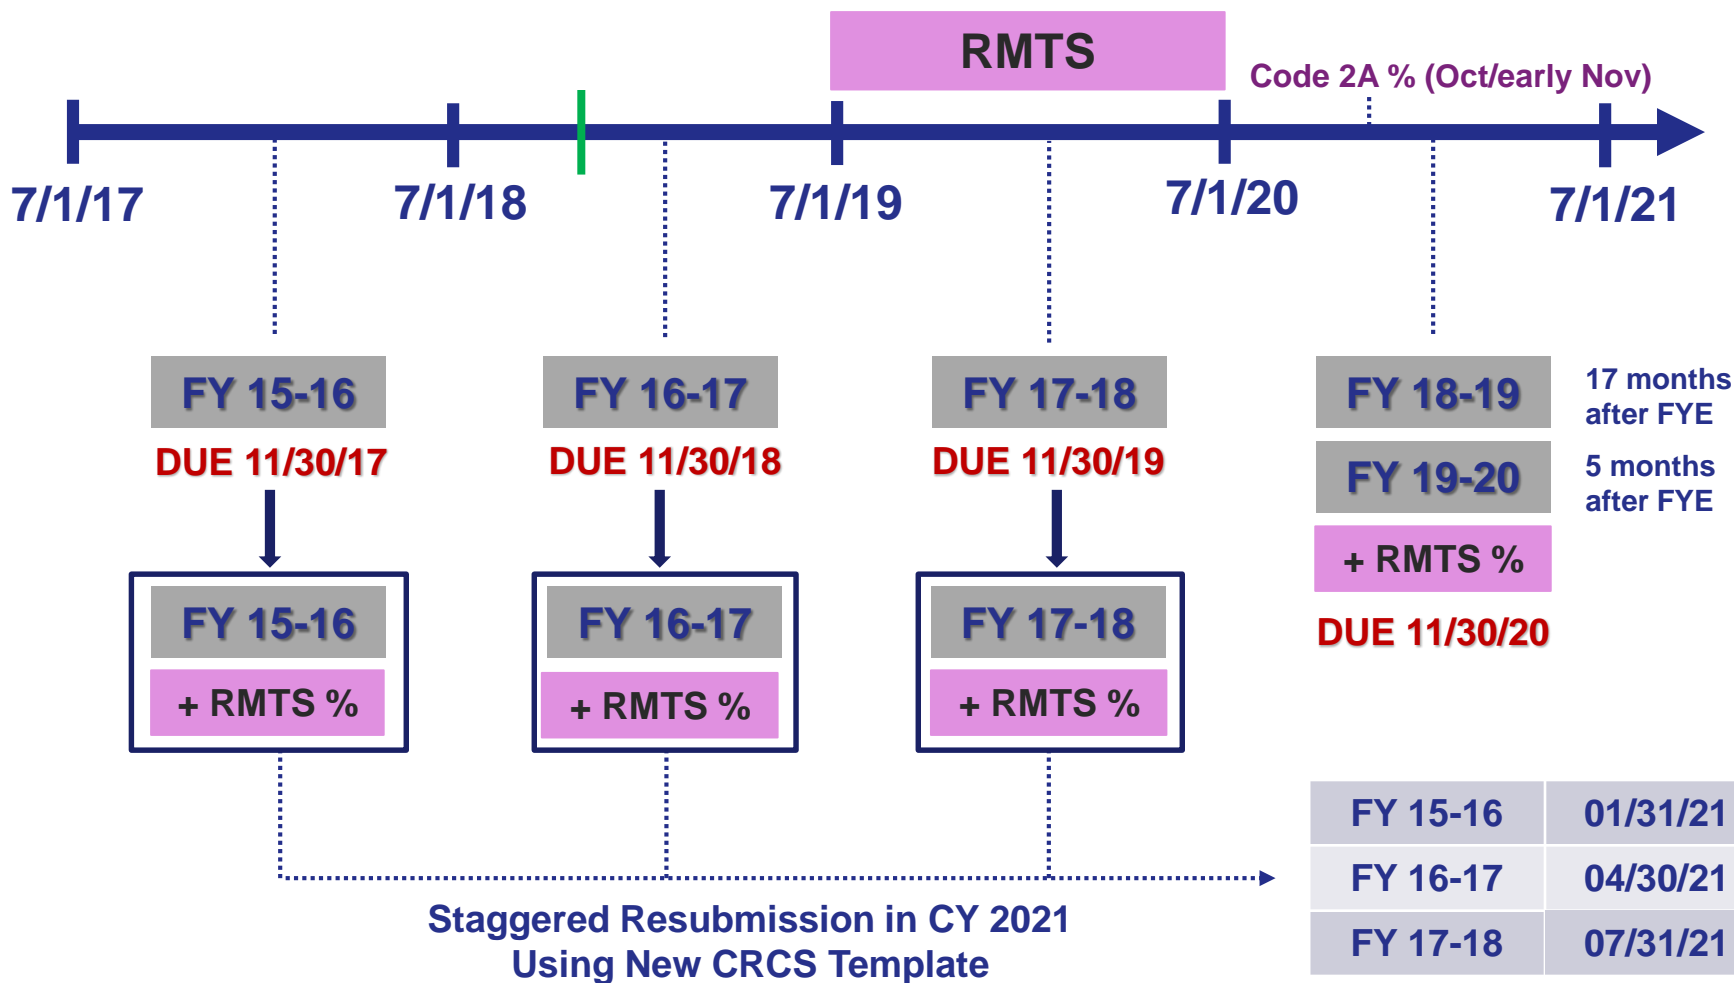 RMTS
Code 2A % (Oct/early Nov)
7/1/17
7/1/18
7/1/19
7/1/20
7/1/21
FY 15-16
DUE 11/30/17
FY 15-16
+ RMTS %
FY 16-17
DUE 11/30/18
FY 16-17
+ RMTS %
FY 17-18
DUE 11/30/19
FY 17-18
+ RMTS %
FY 18-19
17 months
after FYE
FY 19-20
5 months
after FYE
+ RMTS %
DUE 11/30/20
Staggered Resubmission in CY 2021
Using New CRCS Template
FY 15-16 01/31/21
FY 16-17 04/30/21
FY 17-18 07/31/21